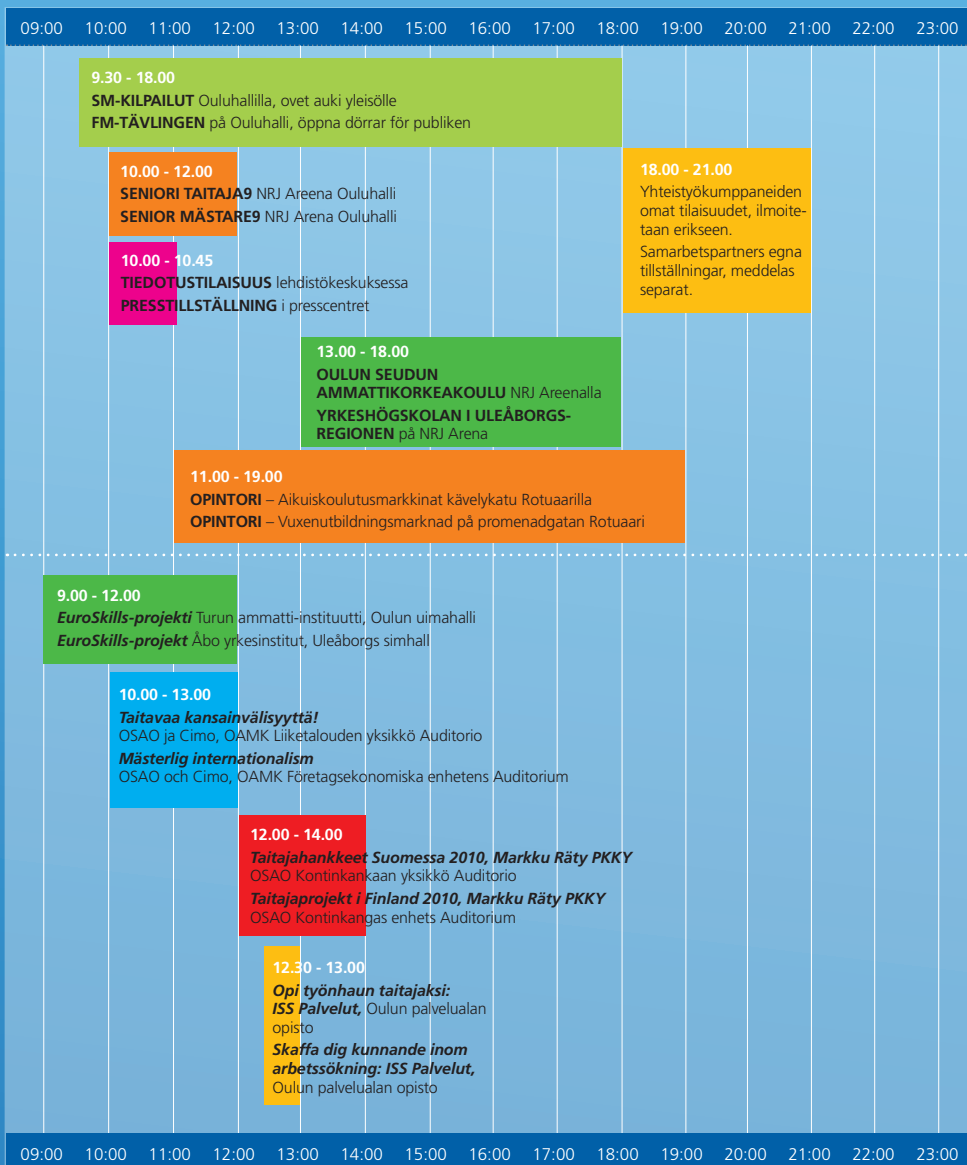 09:00 10:00 11:00 12:00 13:00 14:00 15:00 16:00 17:00 18:00 19:00 20:00 21:00 22:00 23:00
9.30 - 18.00
SM-KILPAILUT Ouluhallilla, ovet auki yleisölle
FM-TÄVLINGEN på Ouluhalli, öppna dörrar för publiken
10.00 - 12.00
SENIORI TAITAJA9 NRJ Areena Ouluhalli
SENIOR MÄSTARE9 NRJ Arena Ouluhalli
18.00 - 21.00
Yhteistyökumppaneiden
omat tilaisuudet, ilmoite-
taan erikseen.
Samarbetspartners egna
tillställningar, meddelas
separat.
10.00 - 10.45
TIEDOTUSTILAISUUS lehdistökeskuksessa
PRESSTILLSTÄLLNING i presscentret
13.00 - 18.00
OULUN SEUDUN
AMMATTIKORKEAKOULU NRJ Areenalla
YRKESHÖGSKOLAN I ULEÅBORGS-
REGIONEN på NRJ Arena
11.00 - 19.00
OPINTORI – Aikuiskoulutusmarkkinat kävelykatu Rotuaarilla
OPINTORI – Vuxenutbildningsmarknad på promenadgatan Rotuaari
9.00 - 12.00
EuroSkills-projekti Turun ammatti-instituutti, Oulun uimahalli
EuroSkills-projekt Åbo yrkesinstitut, Uleåborgs simhall
10.00 - 13.00
Taitavaa kansainvälisyyttä!
OSAO ja Cimo, OAMK Liiketalouden yksikkö Auditorio
Mästerlig internationalism
OSAO och Cimo, OAMK Företagsekonomiska enhetens Auditorium
12.00 - 14.00
Taitajahankkeet Suomessa 2010, Markku Räty PKKY
OSAO Kontinkankaan yksikkö Auditorio
Taitajaprojekt i Finland 2010, Markku Räty PKKY
OSAO Kontinkangas enhets Auditorium
12.30 - 13.00
Opi työnhaun taitajaksi:
ISS Palvelut, Oulun palvelualan
opisto
Skaffa dig kunnande inom
arbetssökning: ISS Palvelut,
Oulun palvelualan opisto
09:00 10:00 11:00 12:00 13:00 14:00 15:00 16:00 17:00 18:00 19:00 20:00 21:00 22:00 23:00